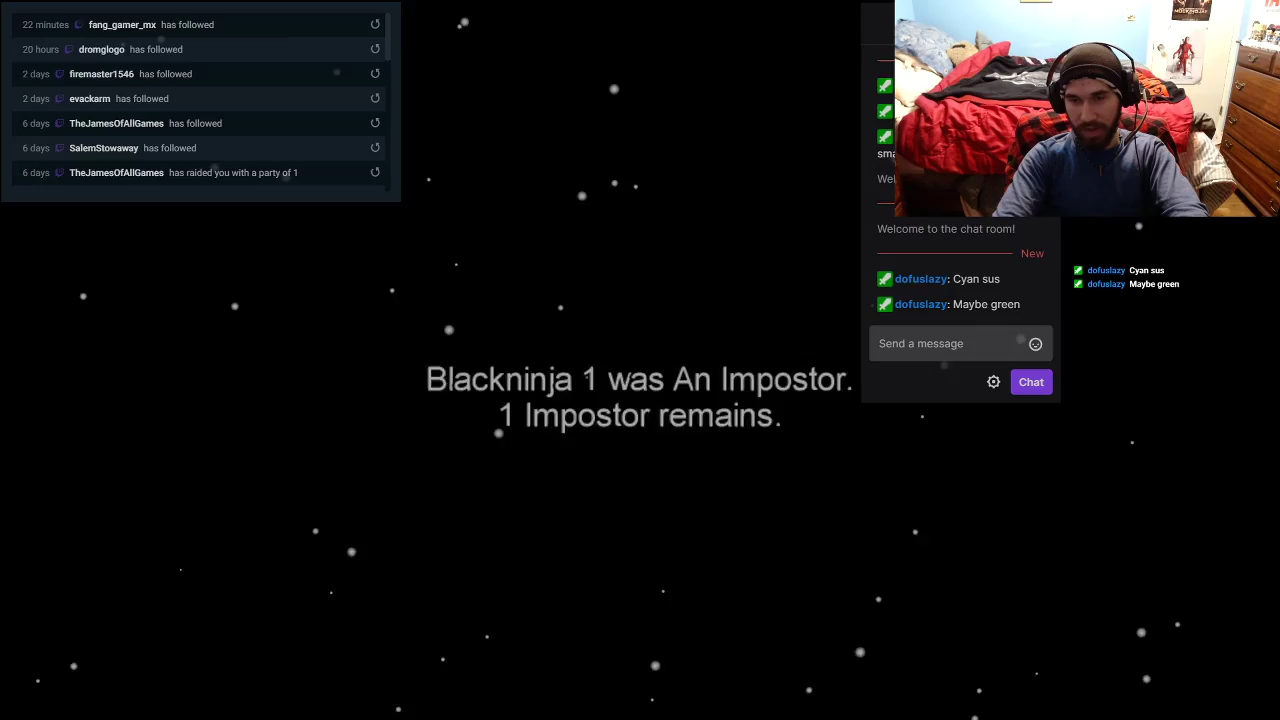 22 minutes fang_gamer_mx has followed
20 hours dromglogo has followed
2 days firemaster1546 has followed
2 days evackarm has followed
6 days TheJamesOfAllGames has followed
6 days SalemStowaway has followed
6 days TheJamesOfAllGames has raided you with a party of 1
sma
Wel
Welcome to the chat room!
New
dofuslazy: Cyan sus
dofuslazy: Maybe green
Send a message
Chat
dofuslazy Cyan sus
dofuslazy Maybe green
Blackninja 1 was An Impostor.
1 Impostor remains.